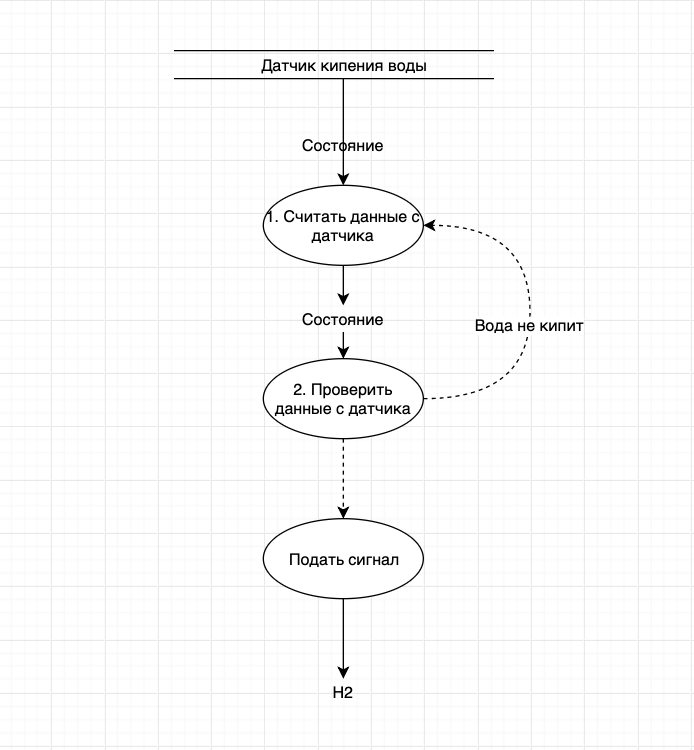 Датчик кипения воды
Состояние
1. Считать данные с
датчика
Состояние
Вода не кипит
2. Проверить
данные с датчика
Подать сигнал
H2